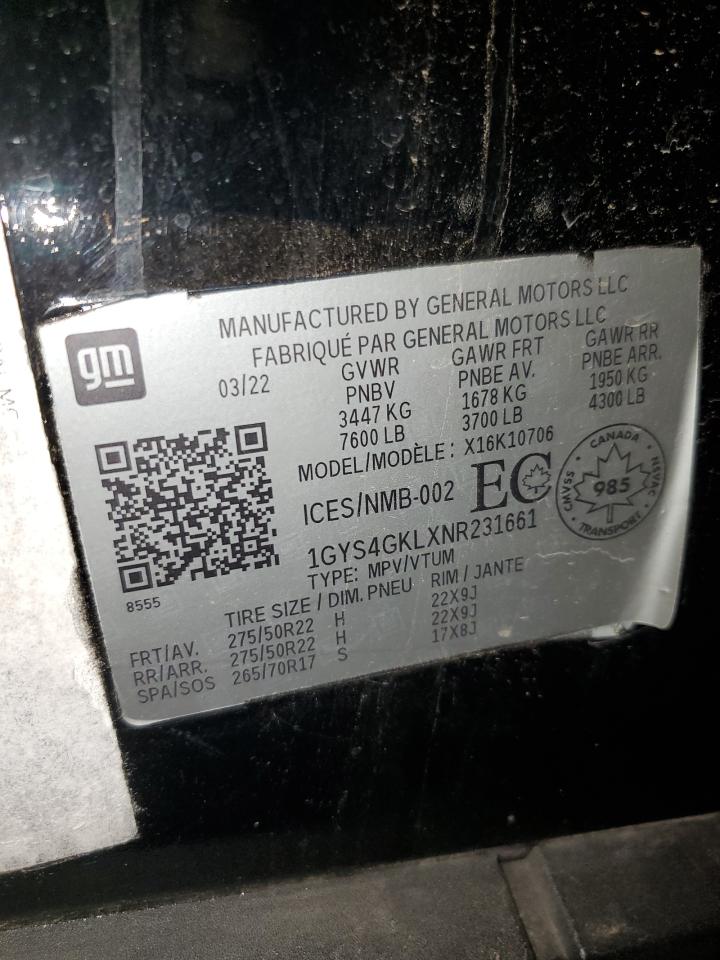 gm
MANUFACTURED BY GENERAL MOTORS LLC
FABRIQUÉ PAR GENERAL MOTORS LLC
03/22 GVWR GAWR FRT GAWR RR
PNBV PNBE AV. PNBE ARR.
3447 KG 1678 KG 1950 KG
7600 LB 3700 LB 4300 LB
MODEL/MODÈLE: X16K10706
ICES/NMB-002 EC
CANADA
CMVSS 985 NSVAC
TRANSPORT
1GYS4GKLXNR231661
TYPE: MPV/VTUM
8555
TIRE SIZE / DIM. PNEU RIM / JANTE
FRT/AV. 275/50R22 H 22X9J
RR/ARR. 275/50R22 H 22X9J
SPA/SOS 265/70R17 S 17X8J